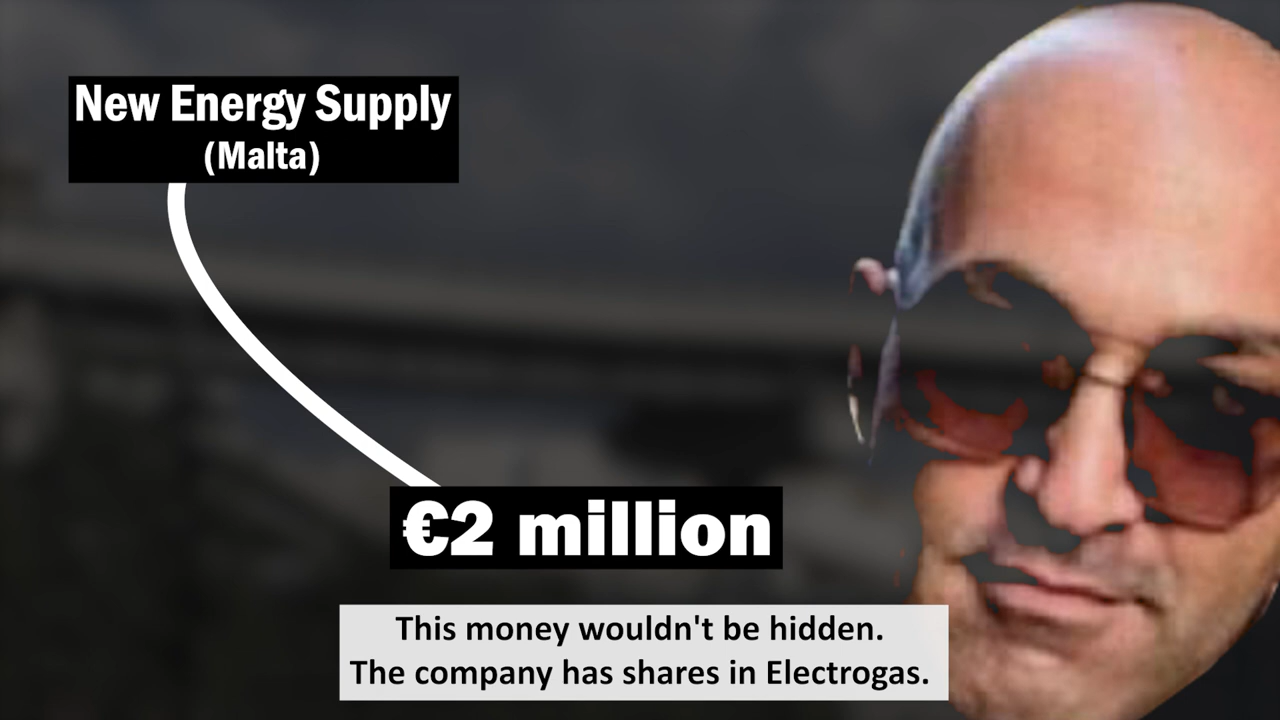 New Energy Supply
(Malta)
€2 million
This money wouldn't be hidden.
The company has shares in Electrogas.